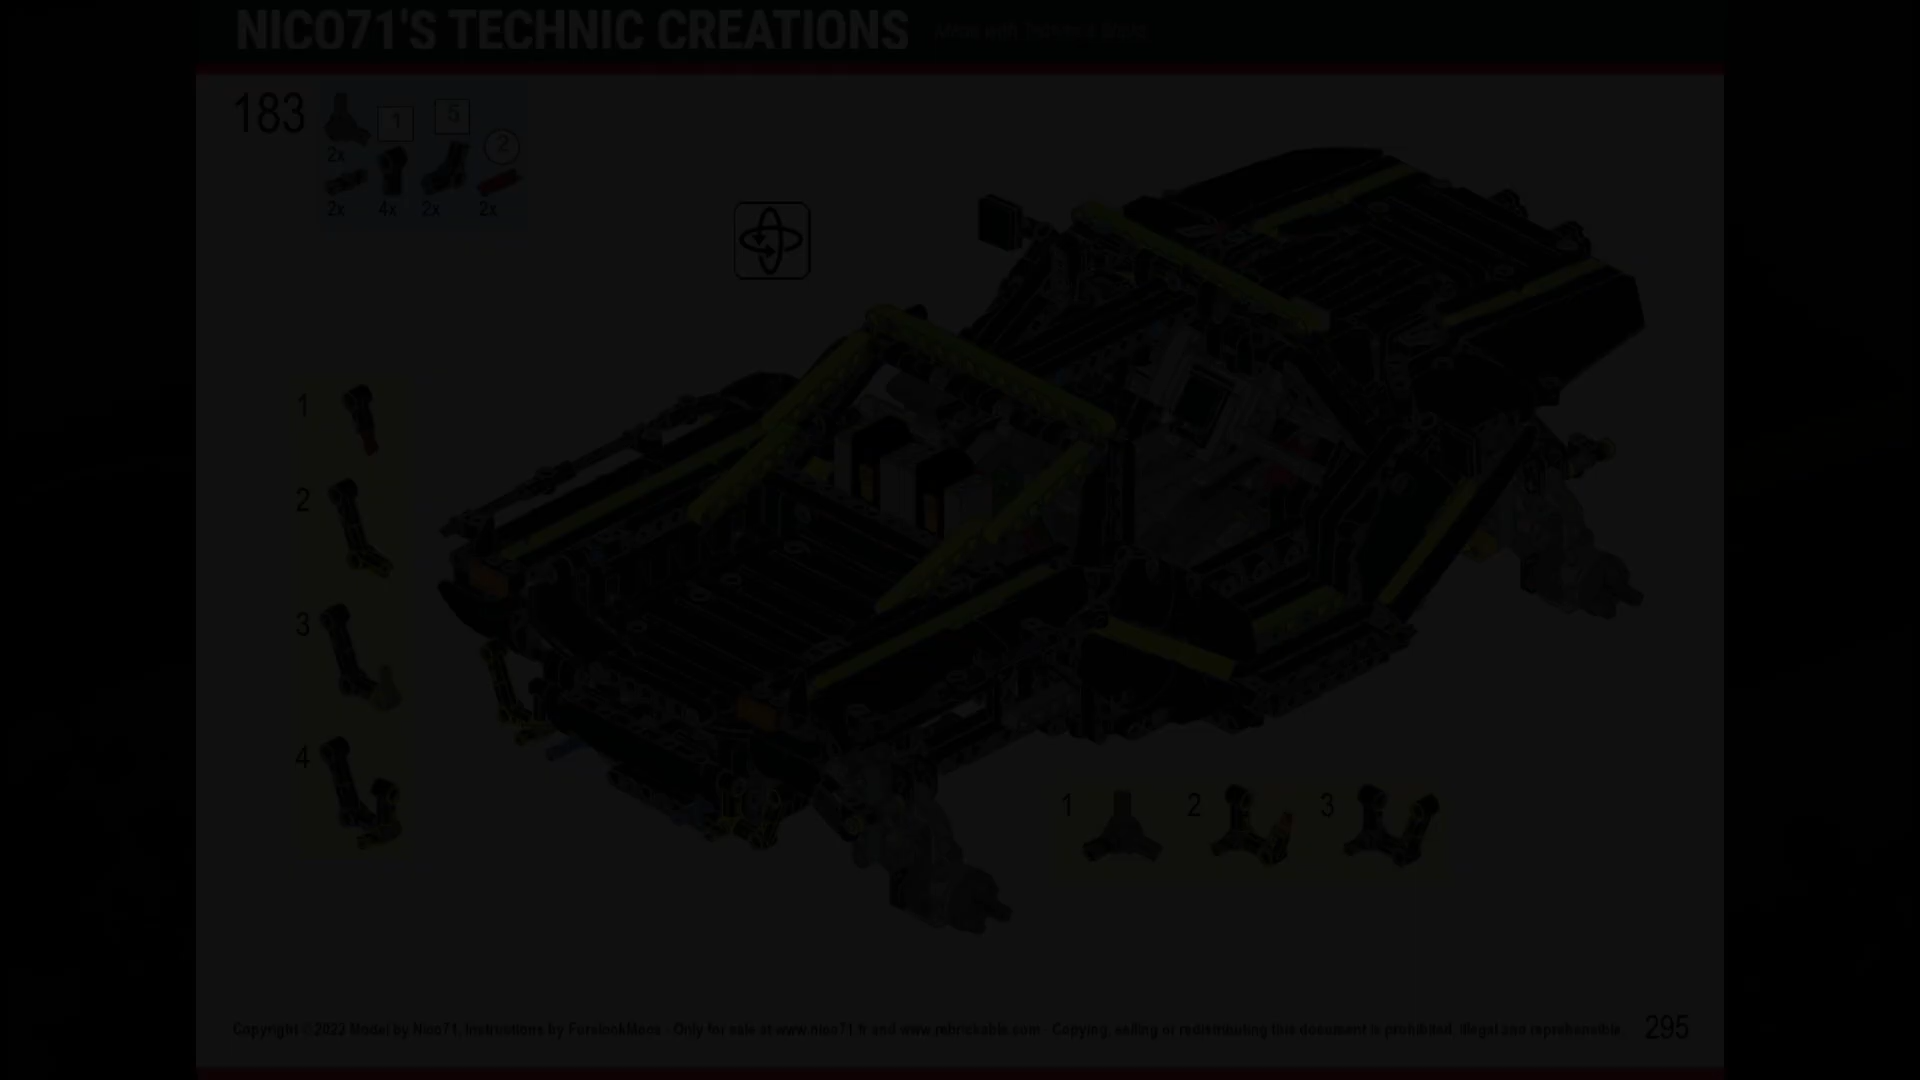 NICO71'S TECHNIC CREATIONS
183
1
5
2
2x
2x
4x
2x
2x
1
2
3
4
1
2
3
Copyright © 2022 Model by Nico71, Instructions by ForelookMocs - Only for sale at www.nico71.fr and www.rebrickable.com - Copying, selling or redistributing this document is prohibited, illegal and reprehensible.
295